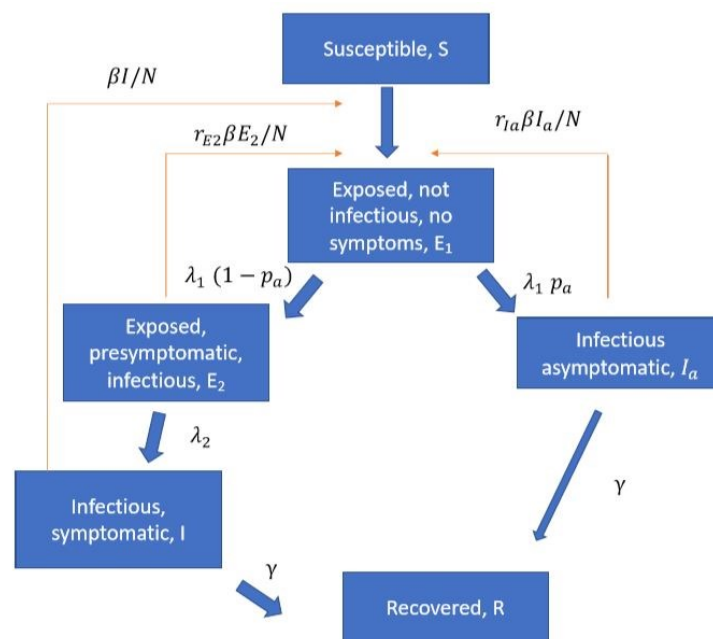 Susceptible, S
βI/N
r_{E2}βE_2/N
r_{Ia}βI_a/N
Exposed, not
infectious, no
symptoms, E_1
λ_1 (1 − p_a)
λ_1 p_a
Exposed,
presymptomatic,
infectious, E_2
Infectious
asymptomatic, I_a
λ_2
Infectious,
symptomatic, I
γ
γ
Recovered, R